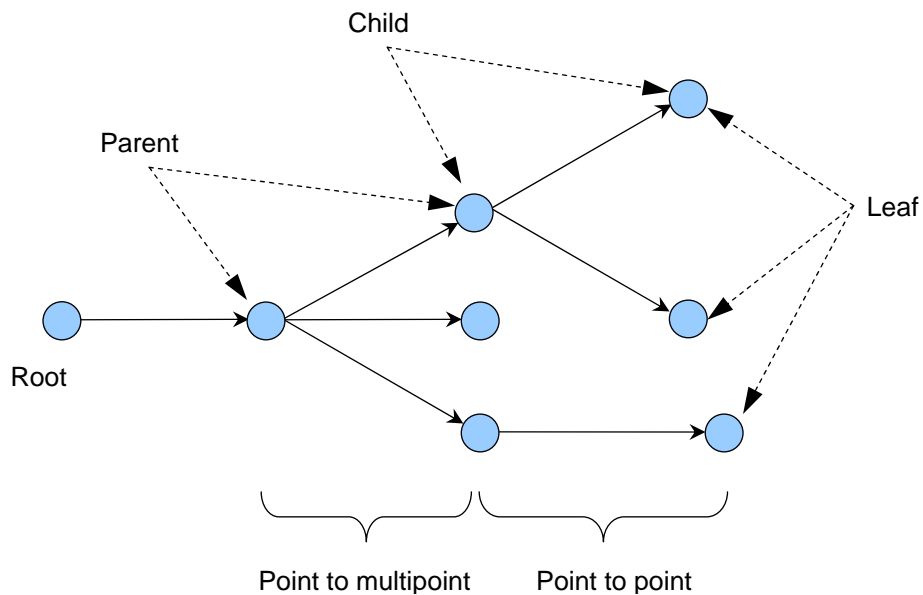 Child
Parent
Leaf
Root
Point to multipoint
Point to point